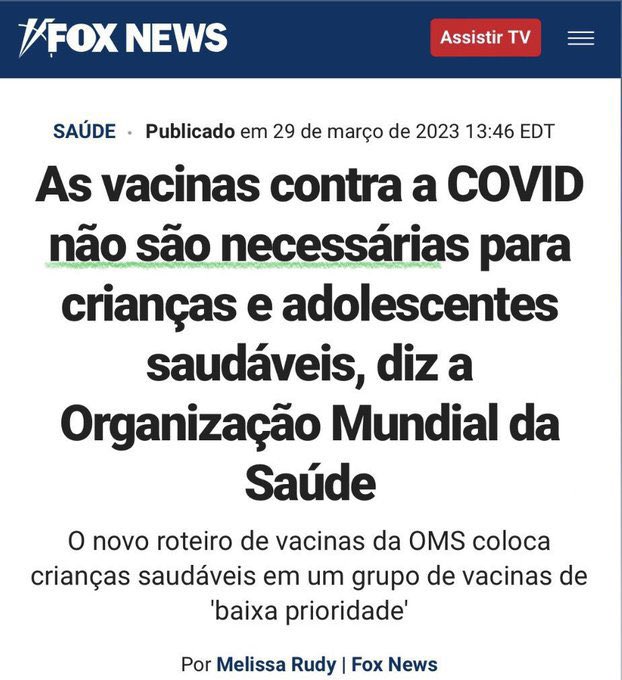 FOX NEWS
Assistir TV
SAÚDE · Publicado em 29 de março de 2023 13:46 EDT
As vacinas contra a COVID
não são necessárias para
crianças e adolescentes
saudáveis, diz a
Organização Mundial da
Saúde
O novo roteiro de vacinas da OMS coloca
crianças saudáveis em um grupo de vacinas de
'baixa prioridade'
Por Melissa Rudy | Fox News